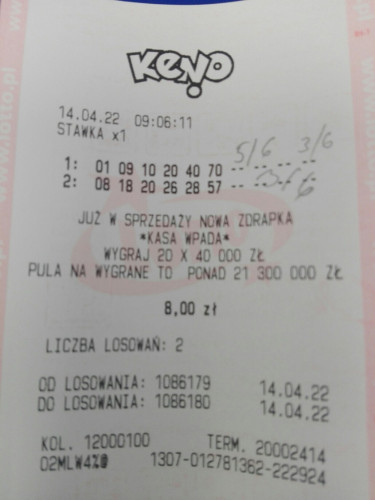 www.lotto.pl
KENO
14.04.22 09:06:11
STAWKA x1
5/6 3/6
1: 01 09 10 20 40 70 -- -- -- --
2: 08 18 20 26 28 57 -- -- -- --
JUŻ W SPRZEDAŻY NOWA ZDRAPKA
*KASA WPADA*
WYGRAJ 20 X 40 000 ZŁ
PULA NA WYGRANE TO PONAD 21 300 000 ZŁ
8,00 zł
LICZBA LOSOWAŃ: 2
OD LOSOWANIA: 1086179 14.04.22
DO LOSOWANIA: 1086180 14.04.22
KOL. 12000100 TERM. 20002414
1307-012781362-222924